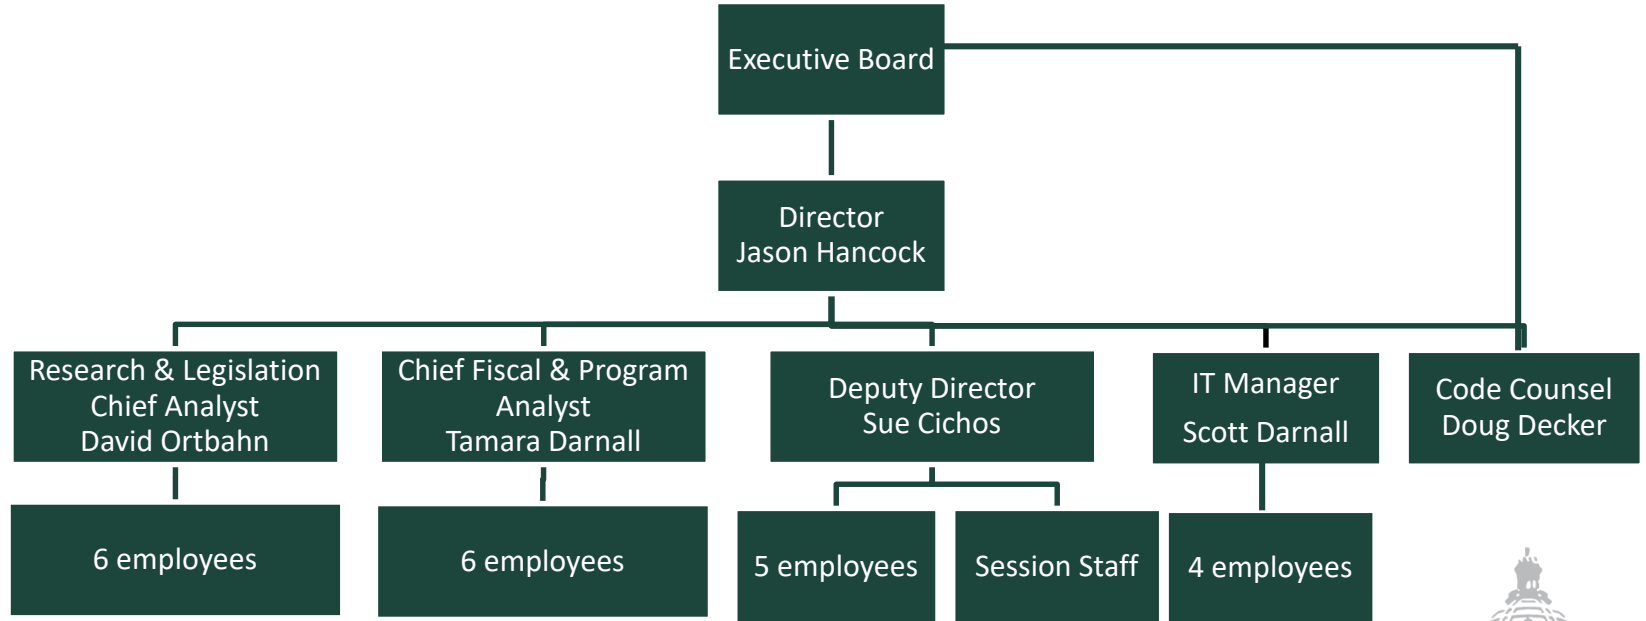 Executive Board
Director
Jason Hancock
Research & Legislation
Chief Analyst
David Ortbahn
Chief Fiscal & Program
Analyst
Tamara Darnall
Deputy Director
Sue Cichos
IT Manager
Scott Darnall
Code Counsel
Doug Decker
6 employees
6 employees
5 employees
Session Staff
4 employees